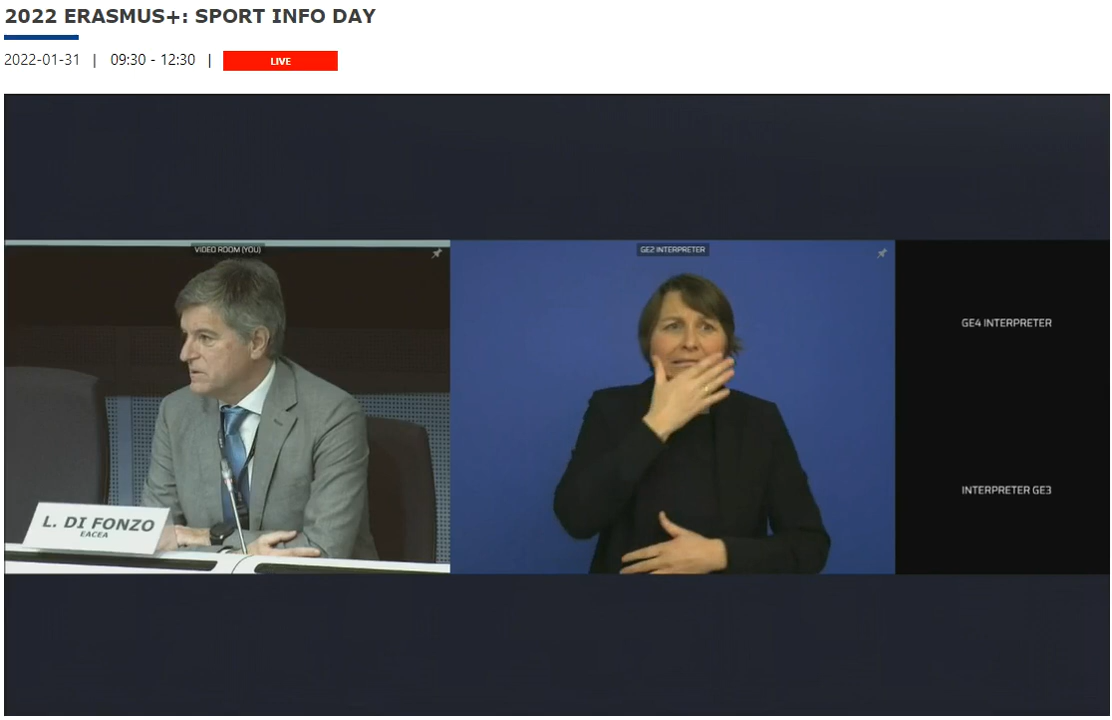 2022 ERASMUS+: SPORT INFO DAY
2022-01-31 | 09:30 - 12:30 | LIVE
VIDEO ROOM (YOU)
GE2 INTERPRETER
GE4 INTERPRETER
INTERPRETER GE3
L. DI FONZO
EACEA